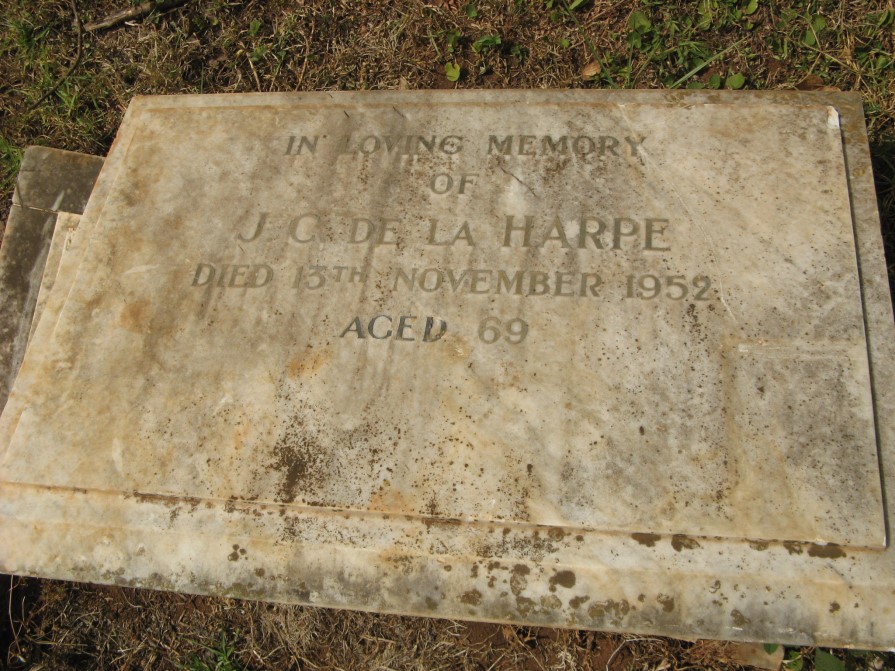 IN LOVING MEMORY
OF
J C DE LA HARPE
DIED 13TH NOVEMBER 1952
AGED 69